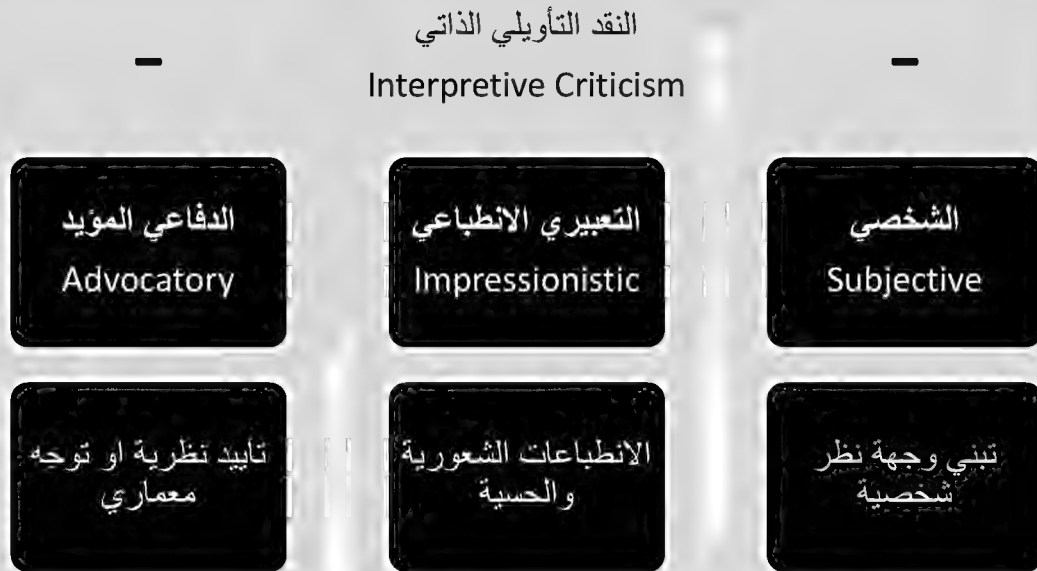 النقد التأويلي الذاتي
Interpretive Criticism
الشخصي
Subjective
التعبيري الانطباعي
Impressionistic
الدفاعي المؤيد
Advocatory
تبني وجهة نظر
شخصية
الانطباعات الشعورية
والحسية
تاييد نظرية او توجه
معماري